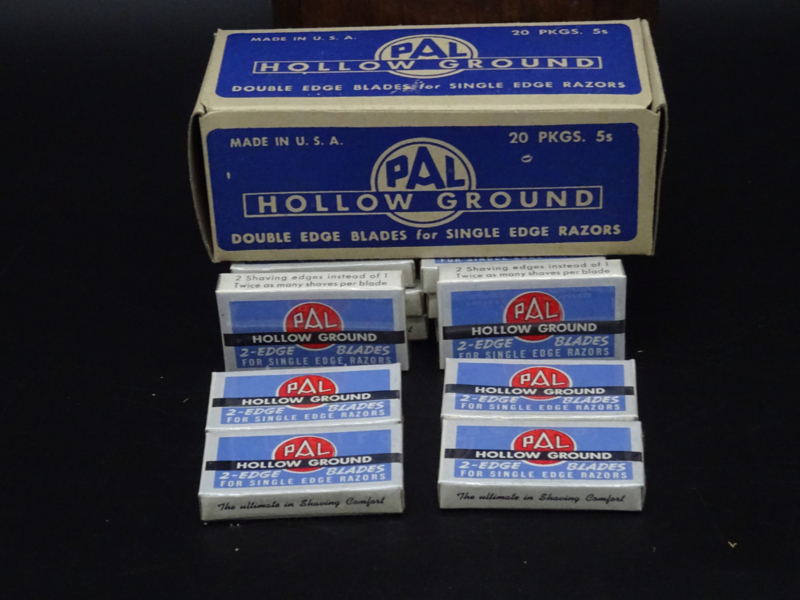 MADE IN U. S. A.
PAL
20 PKGS. 5s
HOLLOW GROUND
DOUBLE EDGE BLADES for SINGLE EDGE RAZORS
MADE IN U. S. A.
PAL
20 PKGS. 5s
HOLLOW GROUND
DOUBLE EDGE BLADES for SINGLE EDGE RAZORS
2 Shaving edges instead of 1
Twice as many shaves per blade
PAL
HOLLOW GROUND
2-EDGE BLADES
FOR SINGLE EDGE RAZORS
2 Shaving edges instead of 1
Twice as many shaves per blade
PAL
HOLLOW GROUND
2-EDGE BLADES
FOR SINGLE EDGE RAZORS
PAL
HOLLOW GROUND
2-EDGE BLADES
FOR SINGLE EDGE RAZORS
PAL
HOLLOW GROUND
2-EDGE BLADES
FOR SINGLE EDGE RAZORS
PAL
HOLLOW GROUND
2-EDGE BLADES
FOR SINGLE EDGE RAZORS
The ultimate in Shaving Comfort
PAL
HOLLOW GROUND
2-EDGE BLADES
FOR SINGLE EDGE RAZORS
The ultimate in Shaving Comfort